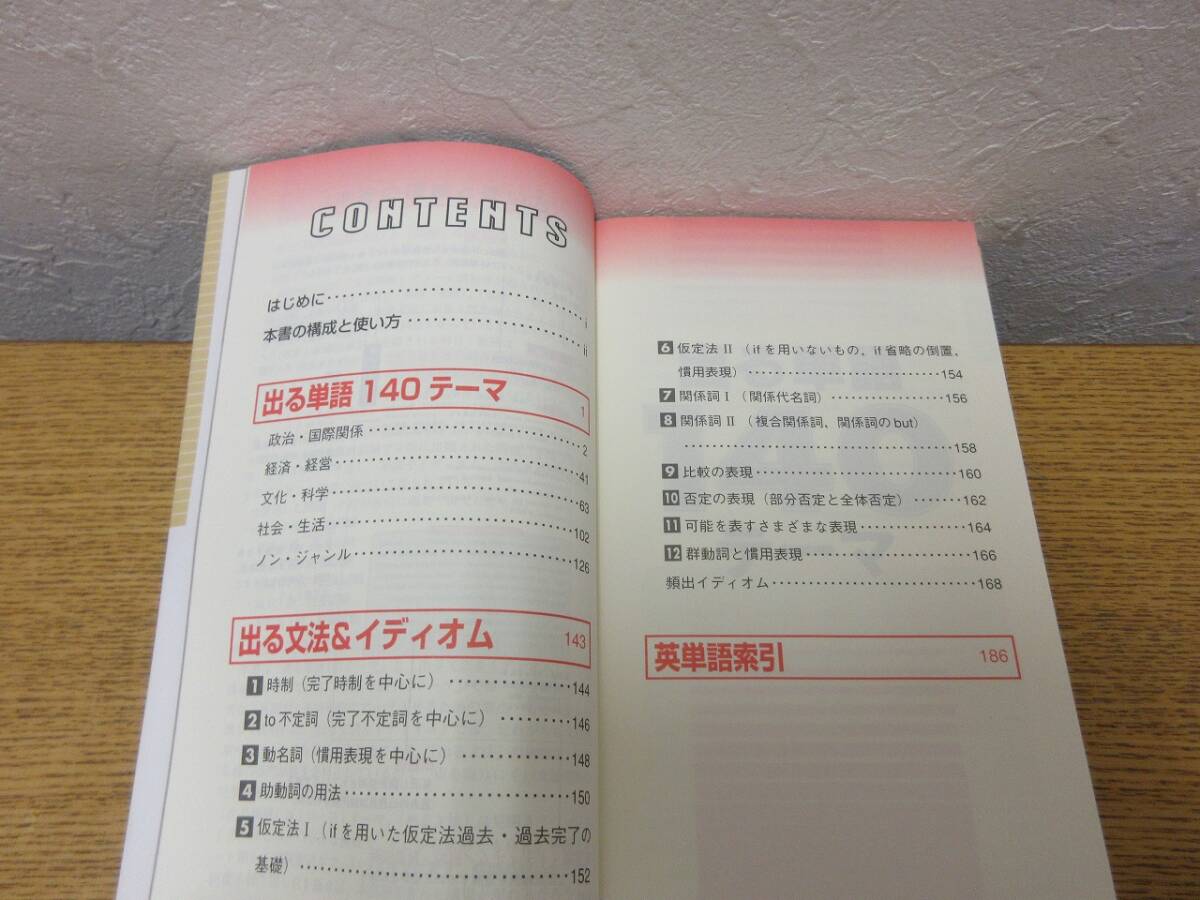 CONTENTS
はじめに………………………………i
本書の構成と使い方………………………ii
出る単語140テーマ 1
政治・国際関係………………………2
経済・経営………………………41
文化・科学………………………63
社会・生活………………………102
ノン・ジャンル………………………126
出る文法&イディオム 143
1 時制(完了時制を中心に)……………144
2 to不定詞(完了不定詞を中心に)………146
3 動名詞(慣用表現を中心に)……………148
4 助動詞の用法………………………150
5 仮定法Ⅰ(ifを用いた仮定法過去・過去完了の
基礎)………………………152
6 仮定法Ⅱ(ifを用いないもの、if省略の倒置、
慣用表現)………………………154
7 関係詞Ⅰ(関係代名詞)……………156
8 関係詞Ⅱ(複合関係詞、関係詞のbut)
………………………158
9 比較の表現………………………160
10 否定の表現(部分否定と全体否定)………162
11 可能を表すさまざまな表現……………164
12 群動詞と慣用表現………………………166
頻出イディオム………………………168
英単語索引 186